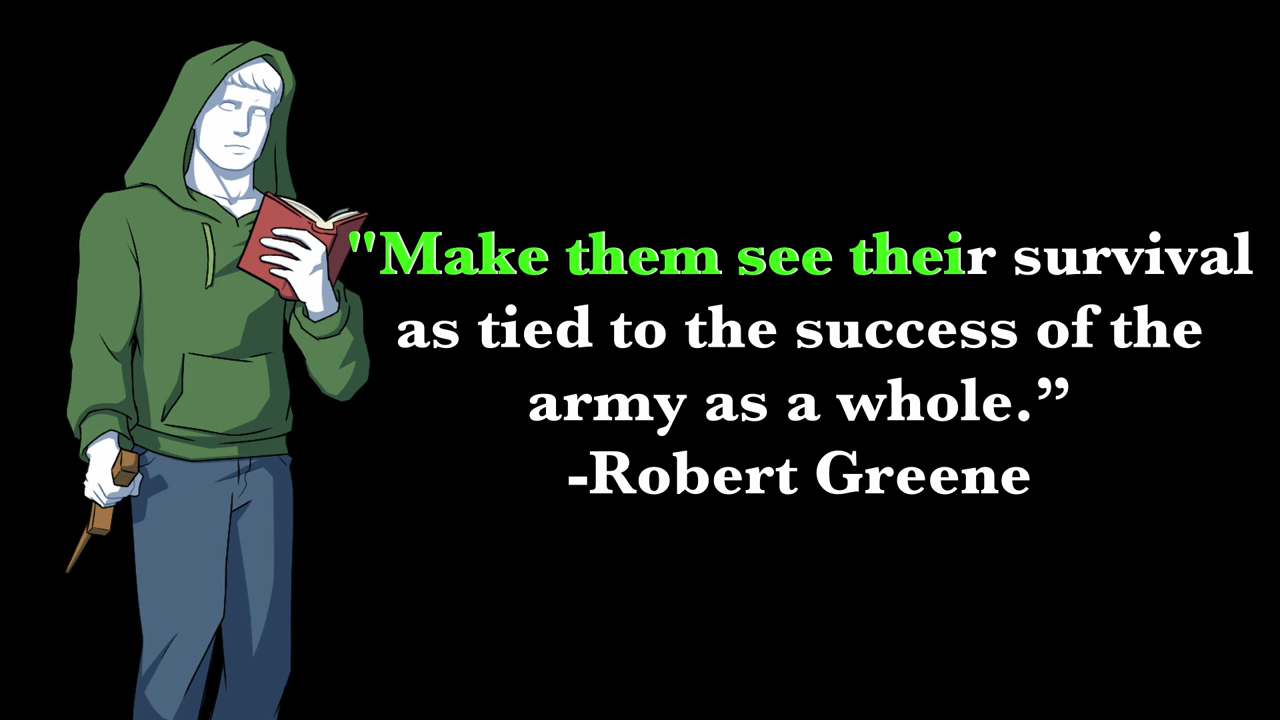 "Make them see their survival
as tied to the success of the
army as a whole.”
-Robert Greene